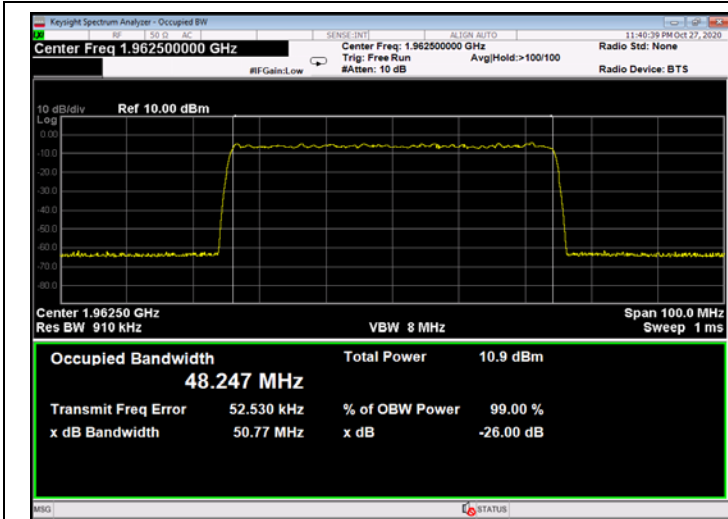 Keysight Spectrum Analyzer - Occupied BW
RF 50 Ω AC SENSE:INT ALIGN AUTO 11:40:39 PM Oct 27, 2020
Center Freq 1.962500000 GHz Center Freq: 1.962500000 GHz Radio Std: None
Trig: Free Run Avg|Hold:>100/100
#IFGain:Low #Atten: 10 dB Radio Device: BTS
10 dB/div Ref 10.00 dBm
Log
0.00
-10.0
-20.0
-30.0
-40.0
-50.0
-60.0
-70.0
-80.0
Center 1.96250 GHz Span 100.0 MHz
Res BW 910 kHz VBW 8 MHz Sweep 1 ms
Occupied Bandwidth Total Power 10.9 dBm
48.247 MHz
Transmit Freq Error 52.530 kHz % of OBW Power 99.00 %
x dB Bandwidth 50.77 MHz x dB -26.00 dB
MSG STATUS